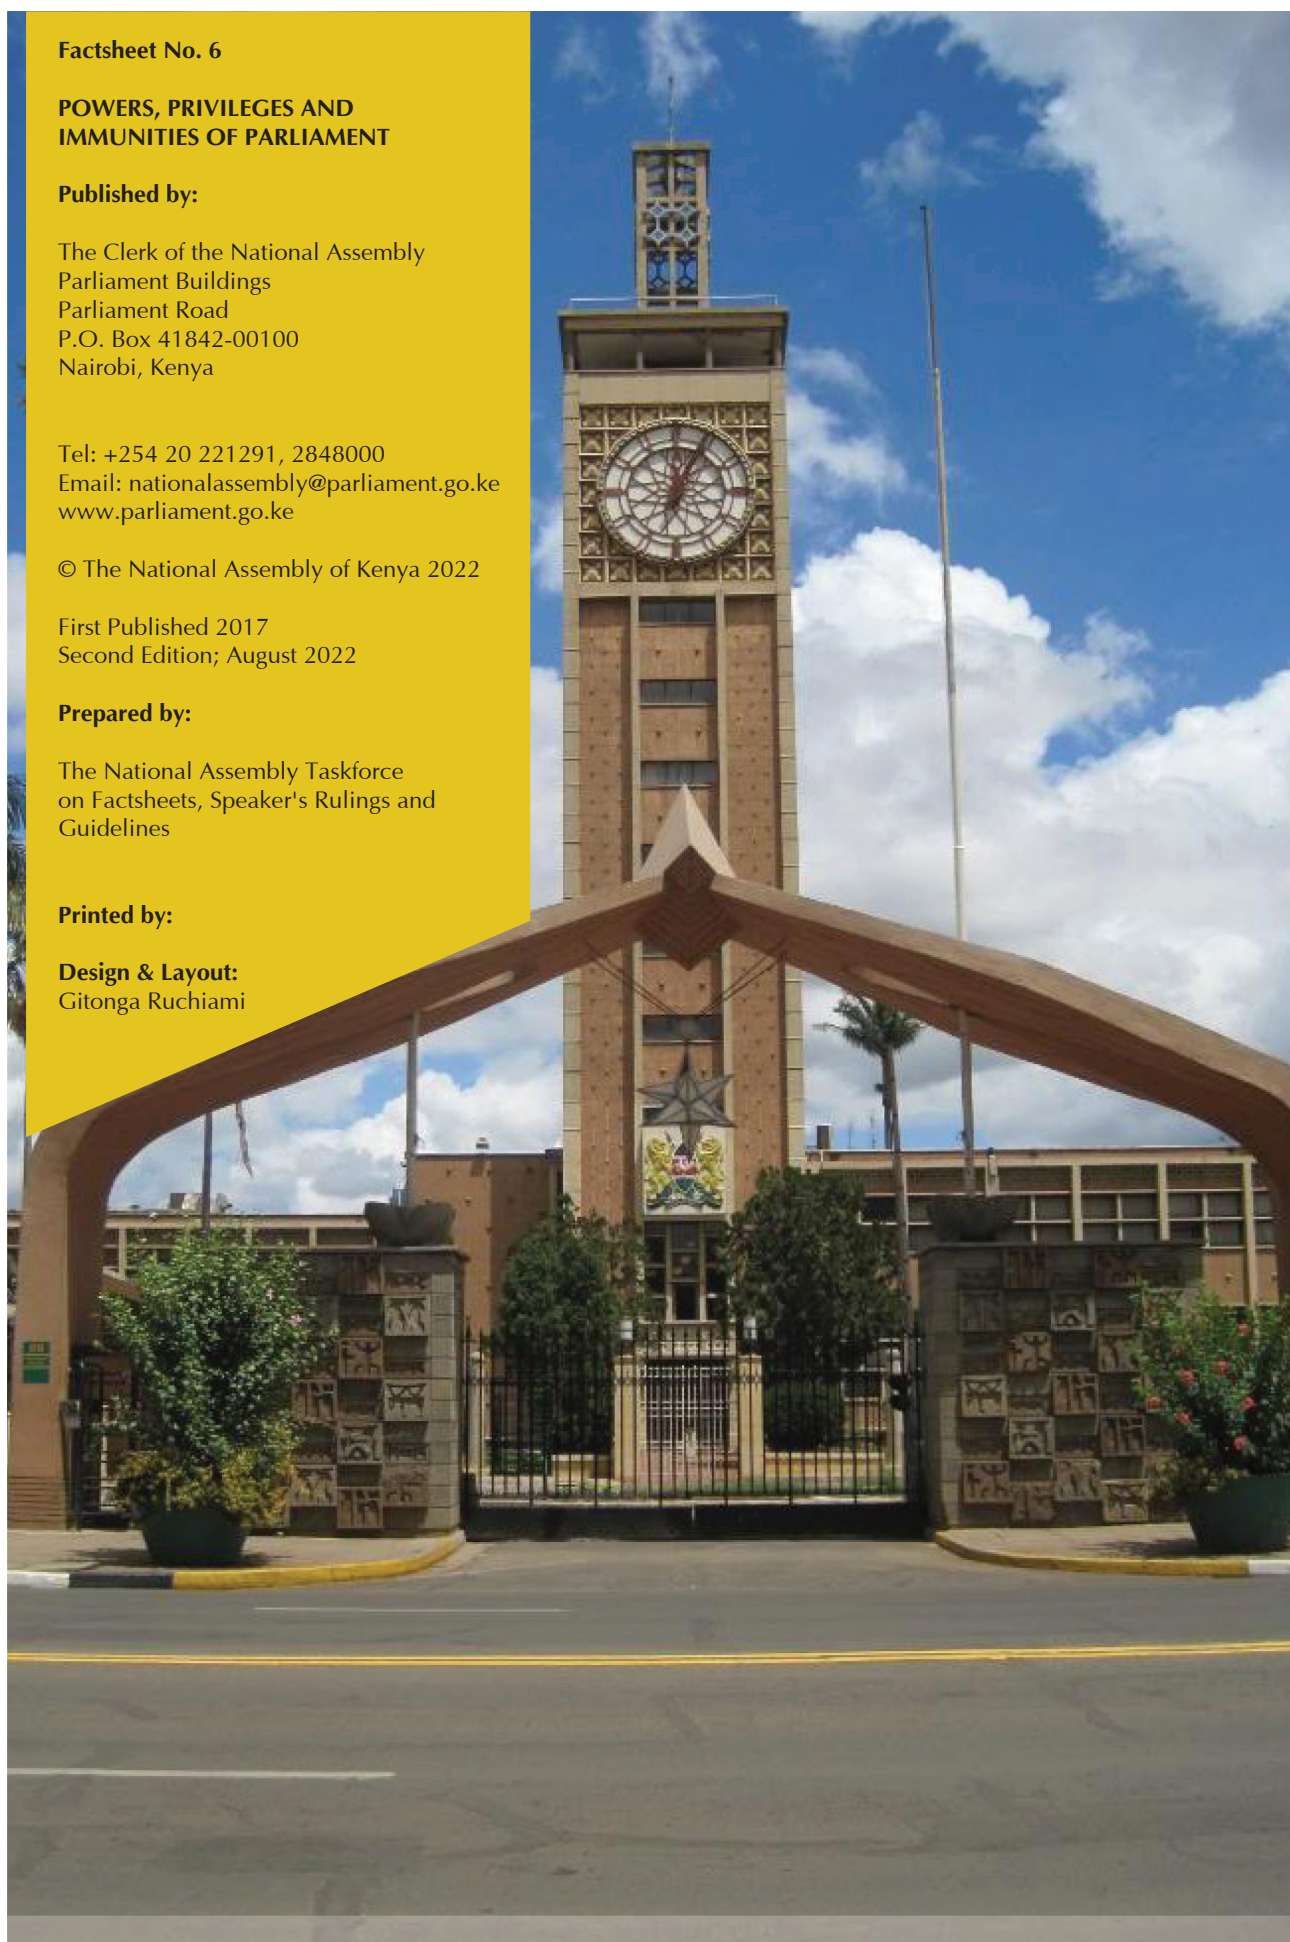 Factsheet No. 6
POWERS, PRIVILEGES AND
IMMUNITIES OF PARLIAMENT
Published by:
The Clerk of the National Assembly
Parliament Buildings
Parliament Road
P.O. Box 41842-00100
Nairobi, Kenya
Tel: +254 20 221291, 2848000
Email: nationalassembly@parliament.go.ke
www.parliament.go.ke
© The National Assembly of Kenya 2022
First Published 2017
Second Edition; August 2022
Prepared by:
The National Assembly Taskforce
on Factsheets, Speaker's Rulings and
Guidelines
Printed by:
Design & Layout:
Gitonga Ruchiami